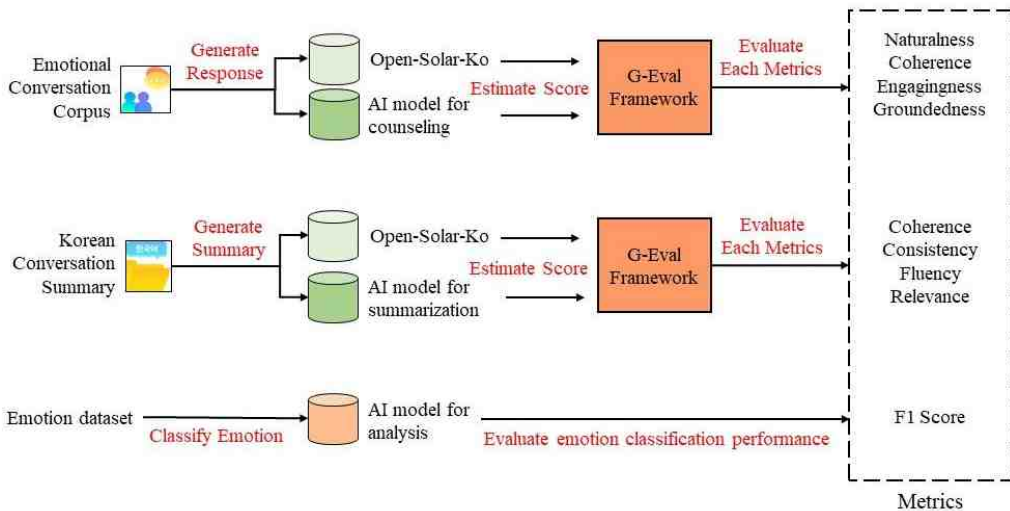 Emotional
Conversation
Corpus
Generate
Response
Open-Solar-Ko
AI model for
counseling
Estimate Score
G-Eval
Framework
Evaluate
Each Metrics
Naturalness
Coherence
Engagingness
Groundedness
Korean
Conversation
Summary
한국어
Generate
Summary
Open-Solar-Ko
AI model for
summarization
Estimate Score
G-Eval
Framework
Evaluate
Each Metrics
Coherence
Consistency
Fluency
Relevance
Emotion dataset
Classify Emotion
AI model for
analysis
Evaluate emotion classification performance
F1 Score
Metrics